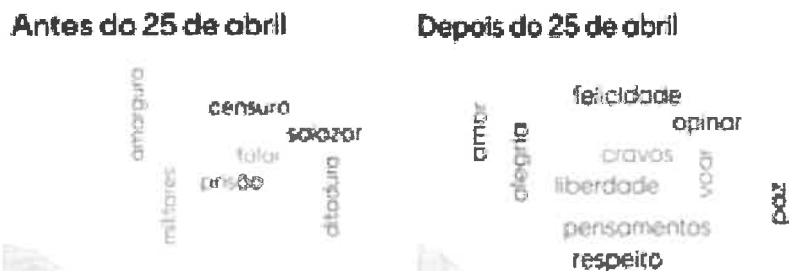 Antes do 25 de abril
amargura
censura
salazar
falar
prisão
militares
ditadura
Depois do 25 de abril
felicidade
opinar
amor
alegria
cravos
voar
liberdade
paz
pensamentos
respeito